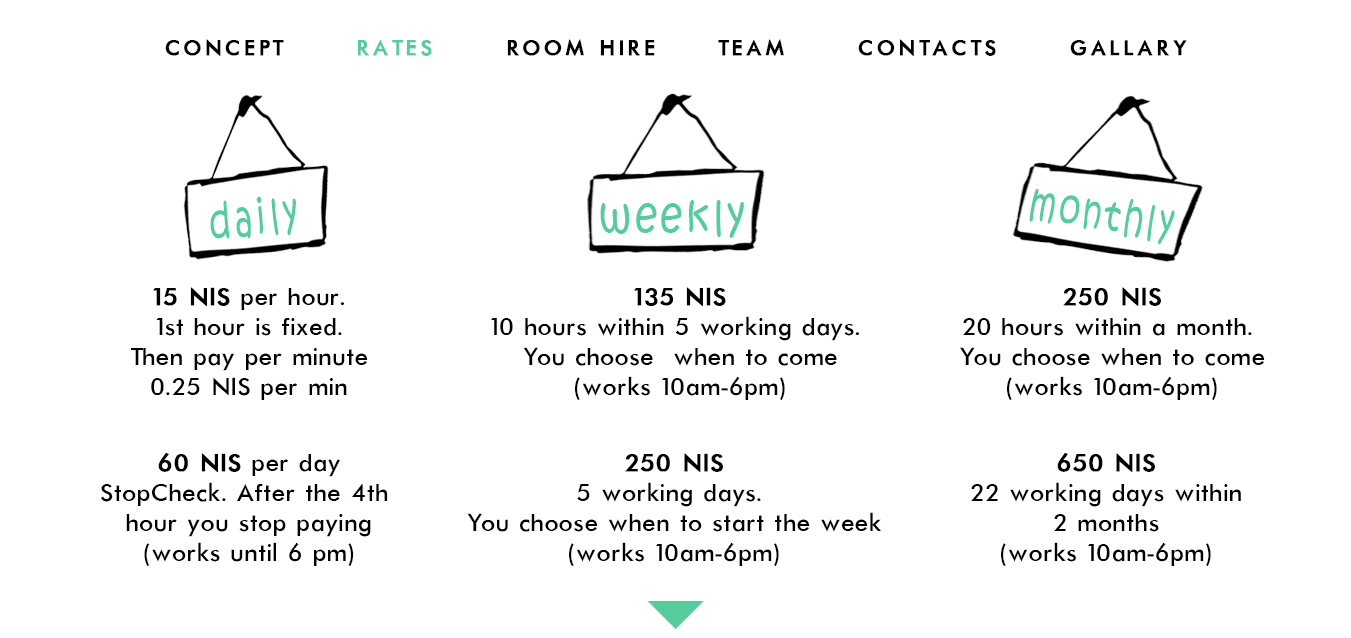 CONCEPT RATES ROOM HIRE TEAM CONTACTS GALLARY
daily
15 NIS per hour.
1st hour is fixed.
Then pay per minute
0.25 NIS per min
60 NIS per day
StopCheck. After the 4th
hour you stop paying
(works until 6 pm)
weekly
135 NIS
10 hours within 5 working days.
You choose when to come
(works 10am-6pm)
250 NIS
5 working days.
You choose when to start the week
(works 10am-6pm)
monthly
250 NIS
20 hours within a month.
You choose when to come
(works 10am-6pm)
650 NIS
22 working days within
2 months
(works 10am-6pm)